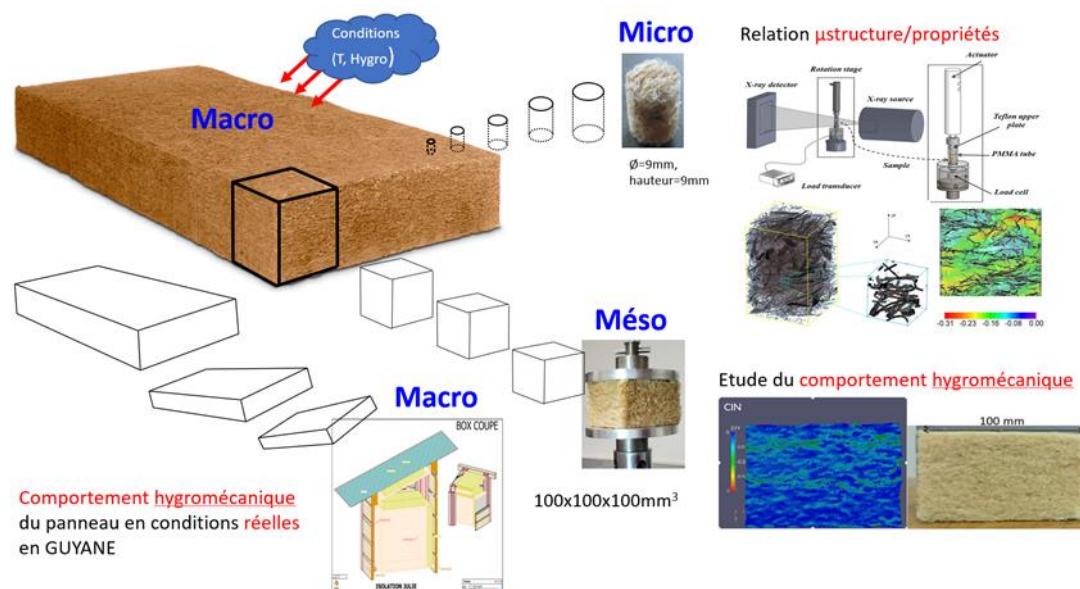 Conditions
(T, Hygro)
Macro
Micro
Ø=9mm,
hauteur=9mm
Relation µstructure/propriétés
Actuator
Rotation stage
X-ray detector
X-ray source
Teflon upper
plate
PMMA tube
Sample
Load transducer
Load cell
-0.31 -0.23 -0.16 -0.08 0.00
Méso
100x100x100mm³
Etude du comportement hygromécanique
CIN
100 mm
Macro
BOX COUPE
ISOLATION JULIE
Comportement hygromécanique
du panneau en conditions réelles
en GUYANE